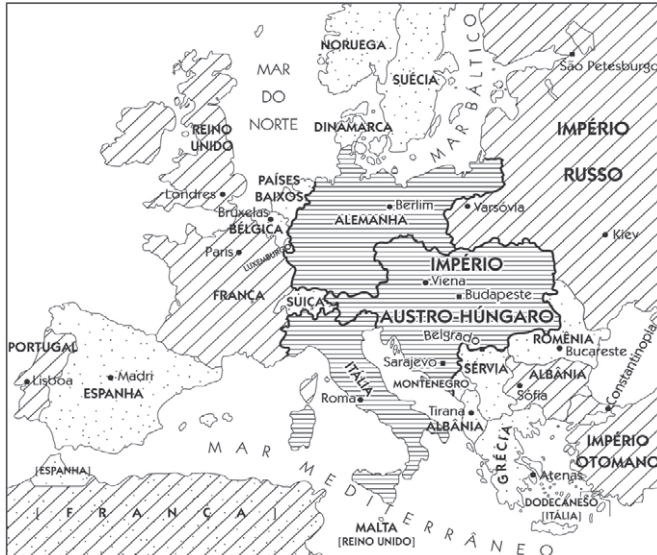 NORUEGA
SUÉCIA
MAR
DO
NORTE
MAR BÁLTICO
São Petesburgo
IMPÉRIO
RUSSO
DINAMARCA
REINO
UNIDO
Londres
PAÍSES
BAIXOS
Bruxelas
BÉLGICA
LUXEMBURGO
Berlim
ALEMANHA
Varsóvia
Kiev
Paris
FRANÇA
SUIÇA
IMPÉRIO
Viena
Budapeste
AUSTRO-HÚNGARO
Belgrado
ROMÊNIA
Bucareste
Constantinopla
PORTUGAL
Lisboa
Madri
ESPANHA
ITÁLIA
Roma
Sarajevo
MONTENEGRO
SÉRVIA
ALBÂNIA
Sófia
Tirana
ALBÂNIA
GRÉCIA
Atenas
IMPÉRIO
OTOMANO
DODECANESO
[ITÁLIA]
[ESPANHA]
MAR MEDITERRÂNEO
[FRANÇA]
MALTA
[REINO UNIDO]